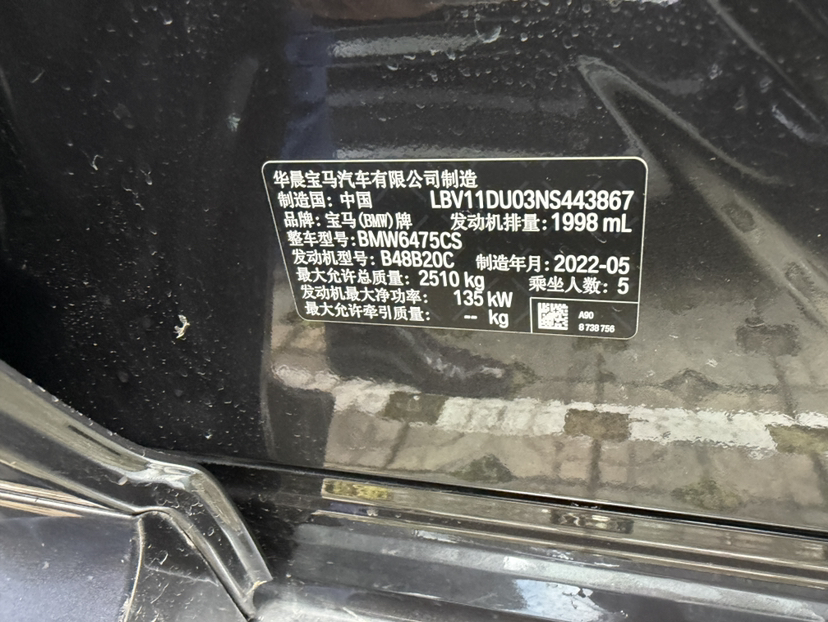 华晨宝马汽车有限公司制造
制造国：中国 LBV11DU03NS443867
品牌：宝马(BMW)牌 发动机排量：1998 mL
整车型号：BMW6475CS
发动机型号：B48B20C 制造年月：2022-05
最大允许总质量：2510 kg 乘坐人数：5
发动机最大净功率：135 kW
最大允许牵引质量：-- kg
A90
8 738 756